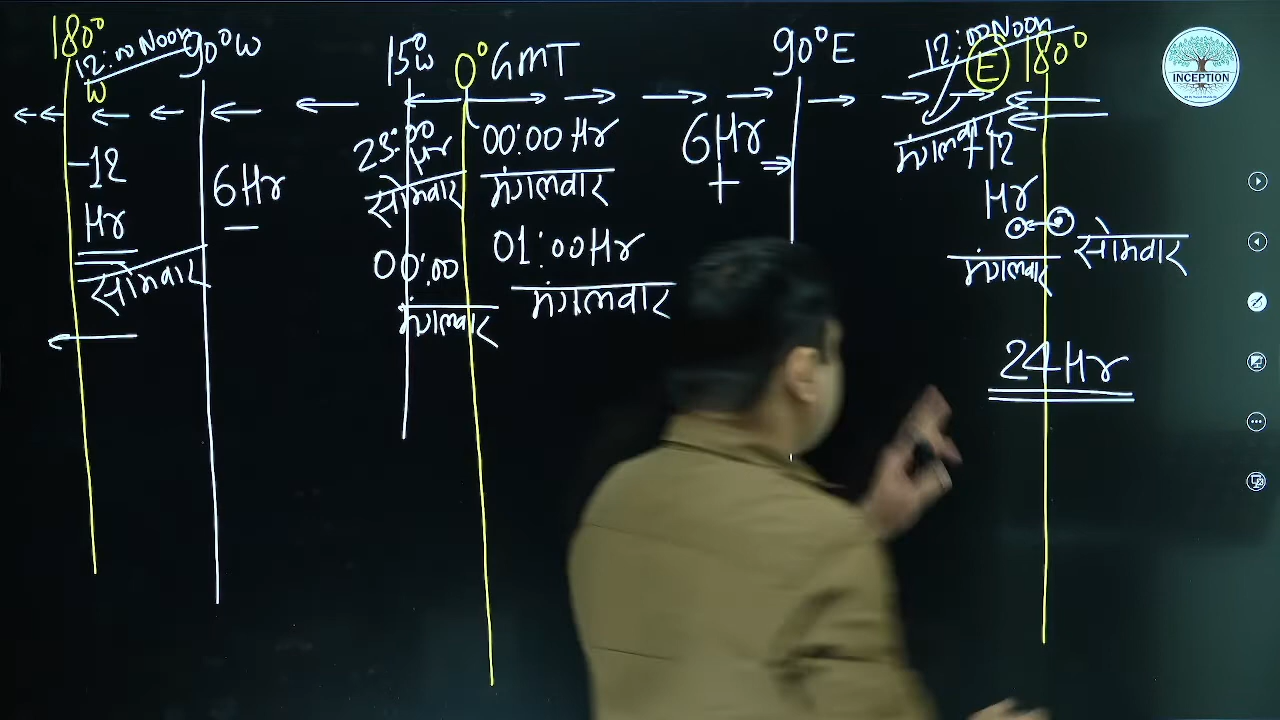 180° W
12:00 Noon
90°W
15° W
0° GMT
90°E
12:00 Noon
E 180°
INCEPTION
-12
Hr
सोमवार
6Hr
-
23:00
Hr
सोमवार
00:00
मंगलवार
00:00 Hr
मंगलवार
01:00Hr
मंगलवार
6Hr
+
मंगलवार
+12
Hr
मंगलवार
सोमवार
24Hr